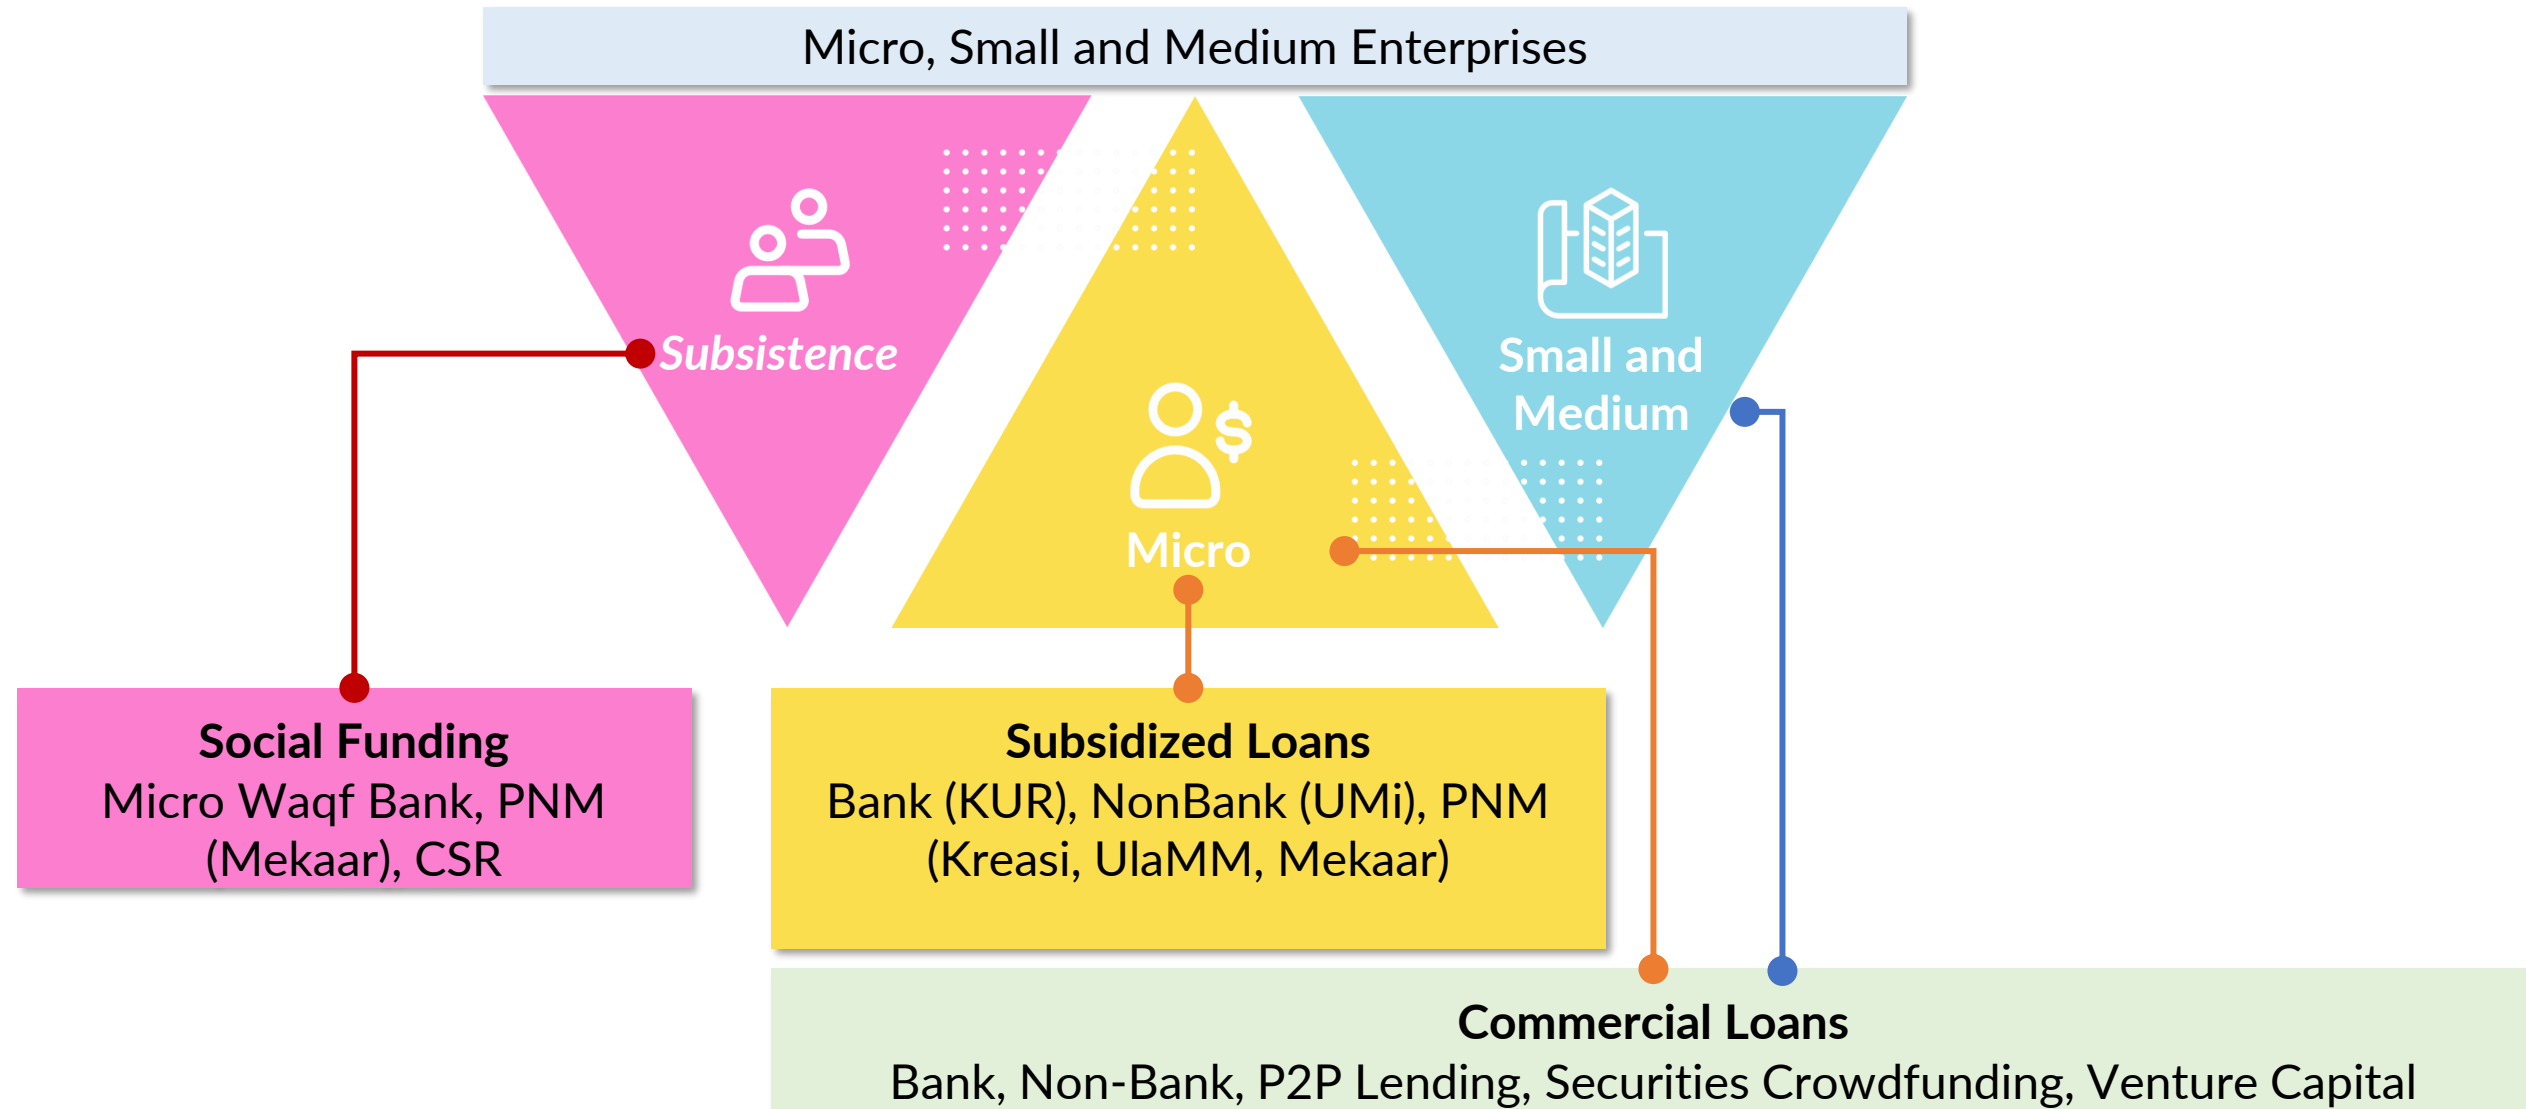 Micro, Small and Medium Enterprises
Subsistence
Micro
Small and
Medium
Social Funding
Micro Waqf Bank, PNM
(Mekaar), CSR
Subsidized Loans
Bank (KUR), NonBank (UMi), PNM
(Kreasi, UlaMM, Mekaar)
Commercial Loans
Bank, Non-Bank, P2P Lending, Securities Crowdfunding, Venture Capital